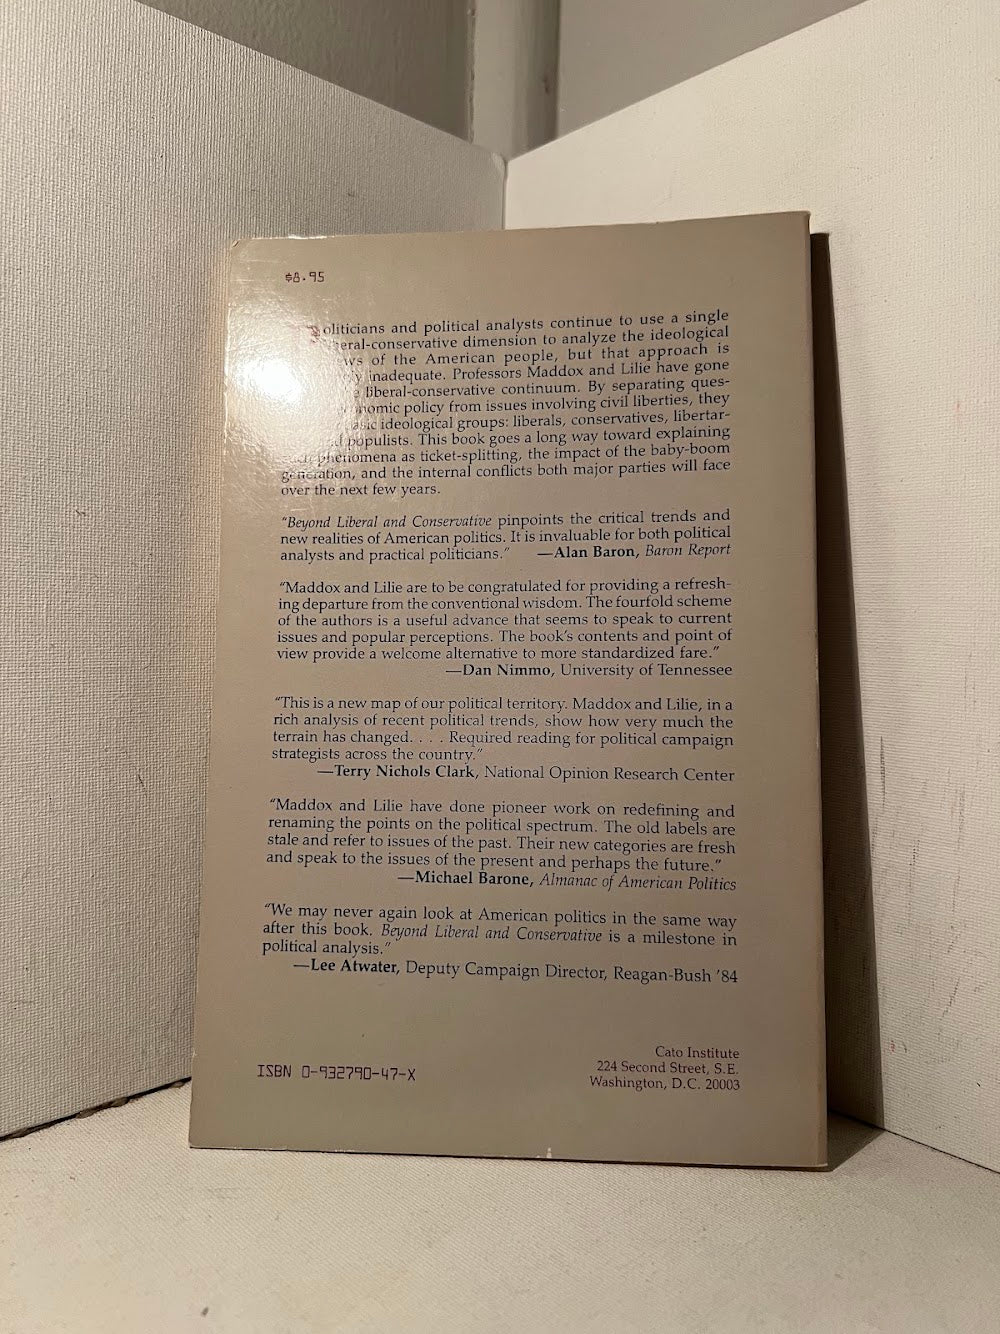 $8.95
Politicians and political analysts continue to use a single
liberal-conservative dimension to analyze the ideological
views of the American people, but that approach is
inadequate. Professors Maddox and Lilie have gone
liberal-conservative continuum. By separating ques-
economic policy from issues involving civil liberties, they
basic ideological groups: liberals, conservatives, libertar-
populists. This book goes a long way toward explaining
such phenomena as ticket-splitting, the impact of the baby-boom
generation, and the internal conflicts both major parties will face
over the next few years.
"Beyond Liberal and Conservative pinpoints the critical trends and
new realities of American politics. It is invaluable for both political
analysts and practical politicians." —Alan Baron, Baron Report
"Maddox and Lilie are to be congratulated for providing a refresh-
ing departure from the conventional wisdom. The fourfold scheme
of the authors is a useful advance that seems to speak to current
issues and popular perceptions. The book's contents and point of
view provide a welcome alternative to more standardized fare."
—Dan Nimmo, University of Tennessee
"This is a new map of our political territory. Maddox and Lilie, in a
rich analysis of recent political trends, show how very much the
terrain has changed. . . . Required reading for political campaign
strategists across the country."
—Terry Nichols Clark, National Opinion Research Center
"Maddox and Lilie have done pioneer work on redefining and
renaming the points on the political spectrum. The old labels are
stale and refer to issues of the past. Their new categories are fresh
and speak to the issues of the present and perhaps the future."
—Michael Barone, Almanac of American Politics
"We may never again look at American politics in the same way
after this book. Beyond Liberal and Conservative is a milestone in
political analysis."
—Lee Atwater, Deputy Campaign Director, Reagan-Bush '84
ISBN 0-932790-47-X
Cato Institute
224 Second Street, S.E.
Washington, D.C. 20003